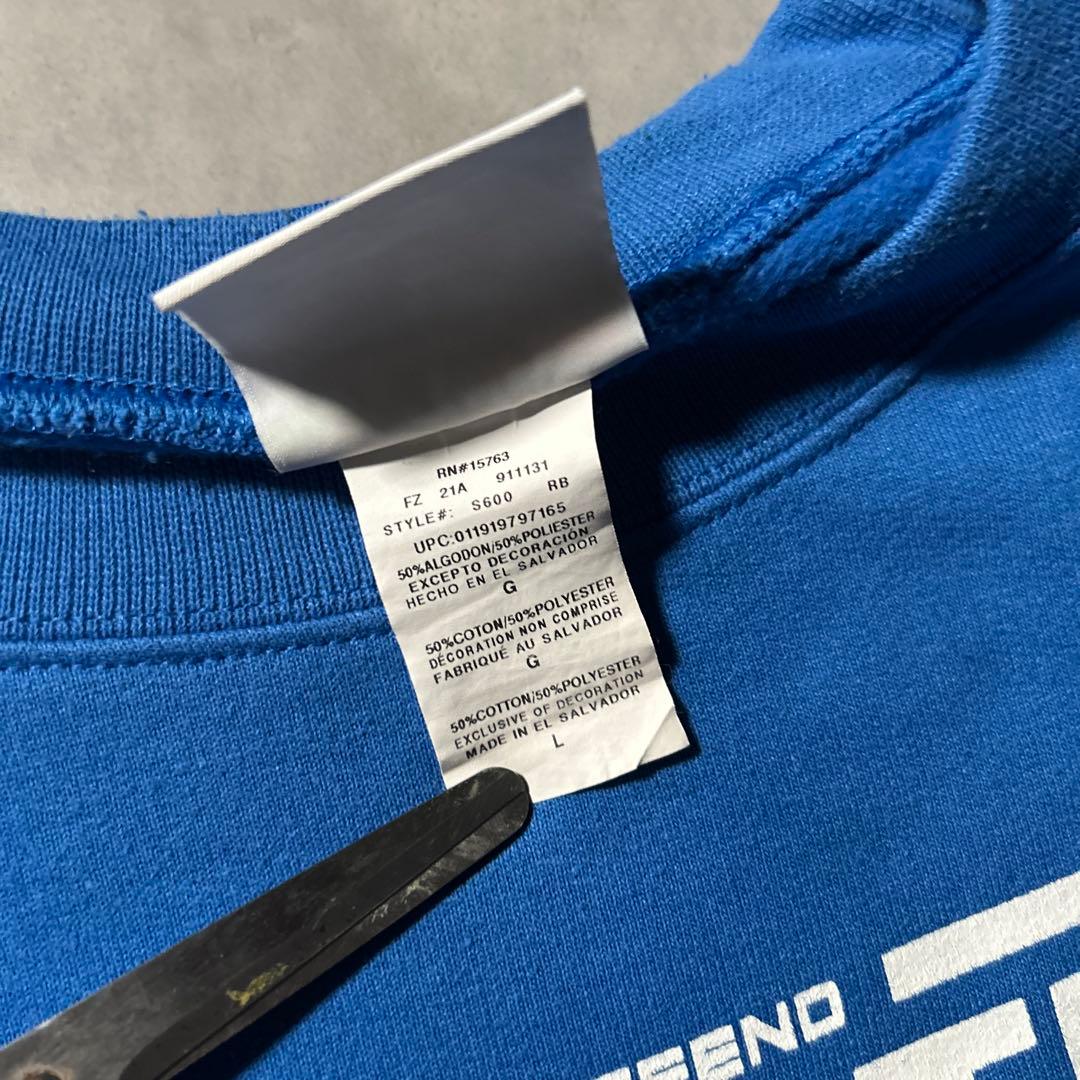 RN#15763
FZ 21A 911131
STYLE#: S600 RB
UPC:011919797165
50%ALGODON/50%POLIESTER
EXCEPTO DECORACIÓN
HECHO EN EL SALVADOR
G
50%COTON/50%POLYESTER
DÉCORATION NON COMPRISE
FABRIQUÉ AU SALVADOR
G
50%COTTON/50%POLYESTER
EXCLUSIVE OF DECORATION
MADE IN EL SALVADOR
L